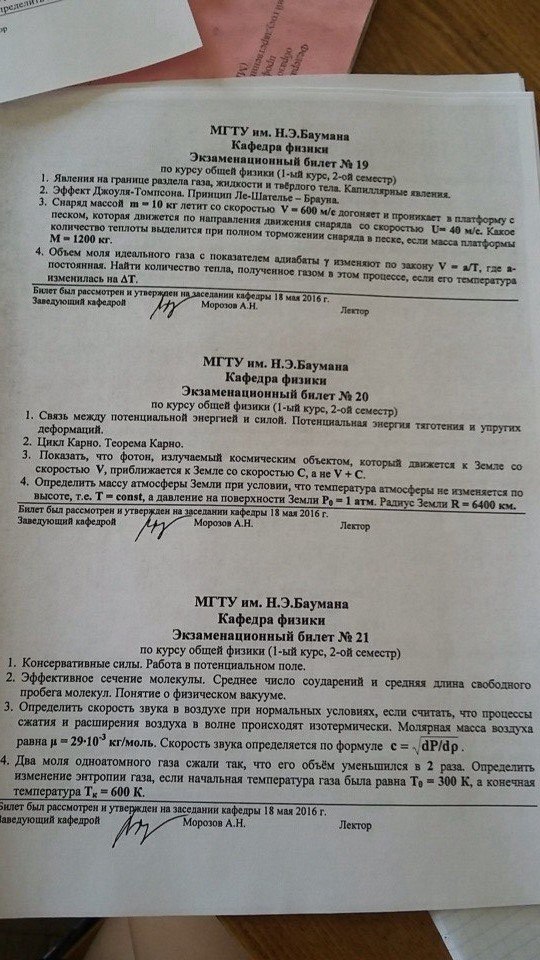 пределить
ор
МГТУ им. Н.Э.Баумана
Кафедра физики
Экзаменационный билет № 19
по курсу общей физики (1-ый курс, 2-ой семестр)
1. Явления на границе раздела газа, жидкости и твёрдого тела. Капиллярные явления.
2. Эффект Джоуля-Томпсона. Принцип Ле-Шателье – Брауна.
3. Снаряд массой m = 10 кг летит со скоростью V = 600 м/с догоняет и проникает в платформу с
песком, которая движется по направления движения снаряда со скоростью U= 40 м/с. Какое
количество теплоты выделится при полном торможении снаряда в песке, если масса платформы
М = 1200 кг.
4. Объем моля идеального газа с показателем адиабаты γ изменяют по закону V = a/T, где а-
постоянная. Найти количество тепла, полученное газом в этом процессе, если его температура
изменилась на ΔT.
Билет был рассмотрен и утвержден на заседании кафедры 18 мая 2016 г.
Заведующий кафедрой Морозов А.Н. Лектор
МГТУ им. Н.Э.Баумана
Кафедра физики
Экзаменационный билет № 20
по курсу общей физики (1-ый курс, 2-ой семестр)
1. Связь между потенциальной энергией и силой. Потенциальная энергия тяготения и упругих
деформаций.
2. Цикл Карно. Теорема Карно.
3. Показать, что фотон, излучаемый космическим объектом, который движется к Земле со
скоростью V, приближается к Земле со скоростью С, а не V + C.
4. Определить массу атмосферы Земли при условии, что температура атмосферы не изменяется по
высоте, т.е. T = const, а давление на поверхности Земли P₀ = 1 атм. Радиус Земли R = 6400 км.
Билет был рассмотрен и утвержден на заседании кафедры 18 мая 2016 г.
Заведующий кафедрой Морозов А.Н. Лектор
МГТУ им. Н.Э.Баумана
Кафедра физики
Экзаменационный билет № 21
по курсу общей физики (1-ый курс, 2-ой семестр)
1. Консервативные силы. Работа в потенциальном поле.
2. Эффективное сечение молекулы. Среднее число соударений и средняя длина свободного
пробега молекул. Понятие о физическом вакууме.
3. Определить скорость звука в воздухе при нормальных условиях, если считать, что процессы
сжатия и расширения воздуха в волне происходят изотермически. Молярная масса воздуха
равна μ = 29·10⁻³ кг/моль. Скорость звука определяется по формуле c = √dP/dρ .
4. Два моля одноатомного газа сжали так, что его объём уменьшился в 2 раза. Определить
изменение энтропии газа, если начальная температура газа была равна T₀ = 300 К, а конечная
температура Tₖ = 600 К.
Билет был рассмотрен и утвержден на заседании кафедры 18 мая 2016 г.
Заведующий кафедрой Морозов А.Н. Лектор